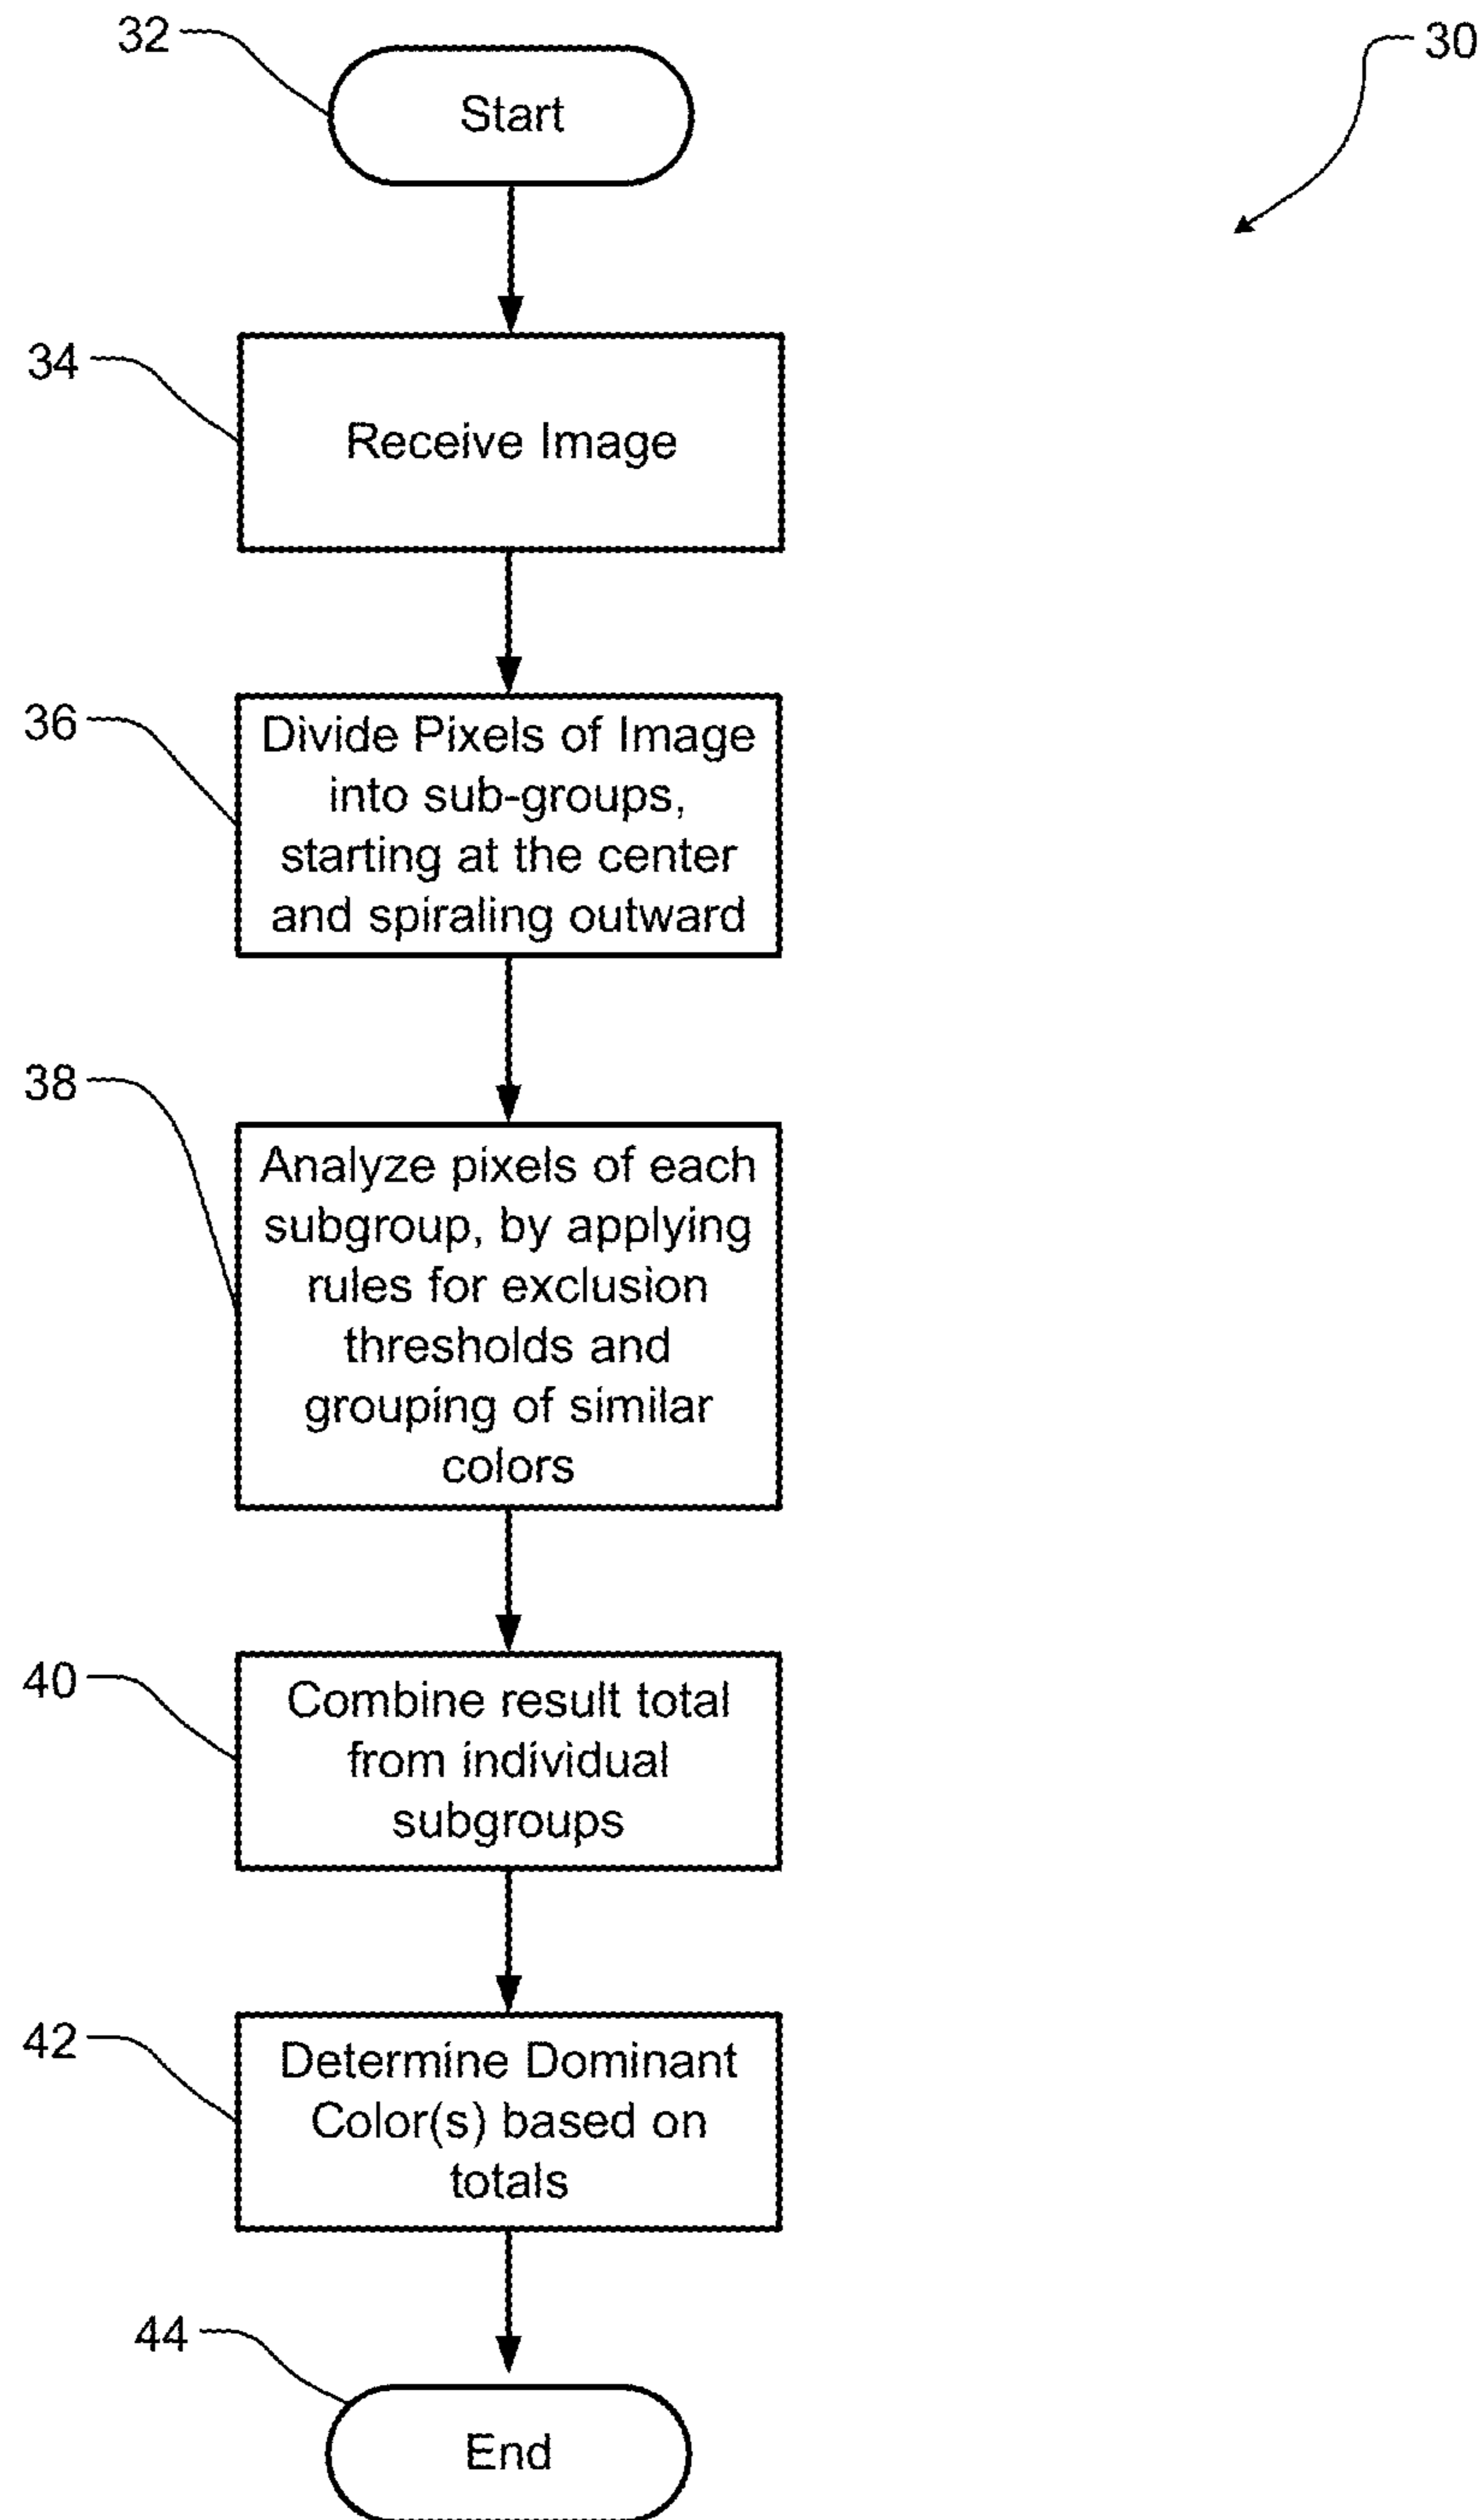 32
Start
30
34
Receive Image
36
Divide Pixels of Image
into sub-groups,
starting at the center
and spiraling outward
38
Analyze pixels of each
subgroup, by applying
rules for exclusion
thresholds and
grouping of similar
colors
40
Combine result total
from individual
subgroups
42
Determine Dominant
Color(s) based on
totals
44
End